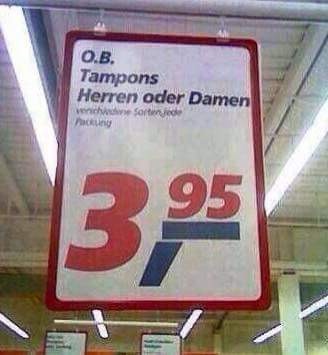 O.B.
Tampons
Herren oder Damen
verschiedene Sorten, jede
Packung
3,95